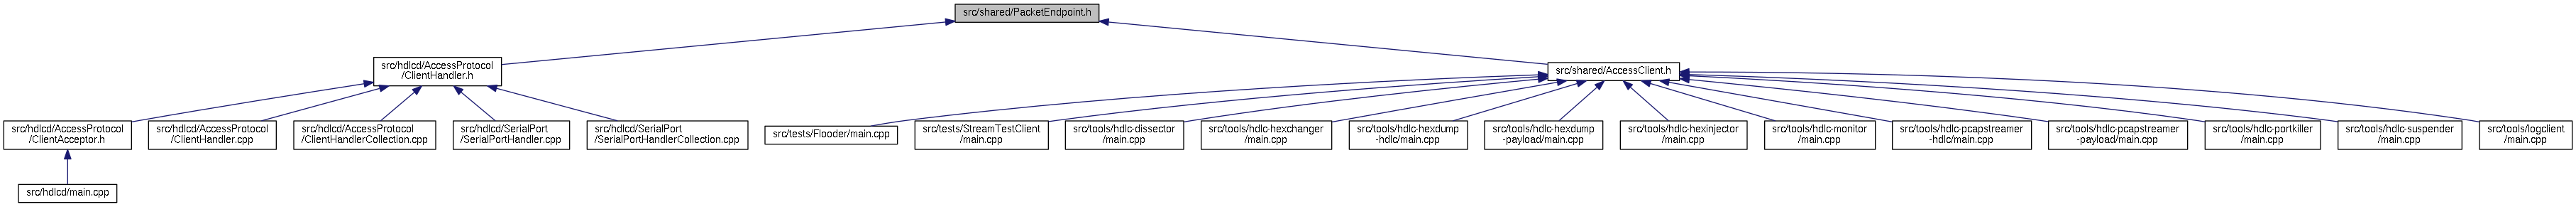 src/shared/PacketEndpoint.h
src/hdlcd/AccessProtocol
/ClientHandler.h
src/shared/AccessClient.h
src/hdlcd/AccessProtocol
/ClientAcceptor.h
src/hdlcd/AccessProtocol
/ClientHandler.cpp
src/hdlcd/AccessProtocol
/ClientHandlerCollection.cpp
src/hdlcd/SerialPort
/SerialPortHandler.cpp
src/hdlcd/SerialPort
/SerialPortHandlerCollection.cpp
src/tests/Flooder/main.cpp
src/tests/StreamTestClient
/main.cpp
src/tools/hdlc-dissector
/main.cpp
src/tools/hdlc-hexchanger
/main.cpp
src/tools/hdlc-hexdump
-hdlc/main.cpp
src/tools/hdlc-hexdump
-payload/main.cpp
src/tools/hdlc-hexinjector
/main.cpp
src/tools/hdlc-monitor
/main.cpp
src/tools/hdlc-pcapstreamer
-hdlc/main.cpp
src/tools/hdlc-pcapstreamer
-payload/main.cpp
src/tools/hdlc-portkiller
/main.cpp
src/tools/hdlc-suspender
/main.cpp
src/tools/logclient
/main.cpp
src/hdlcd/main.cpp